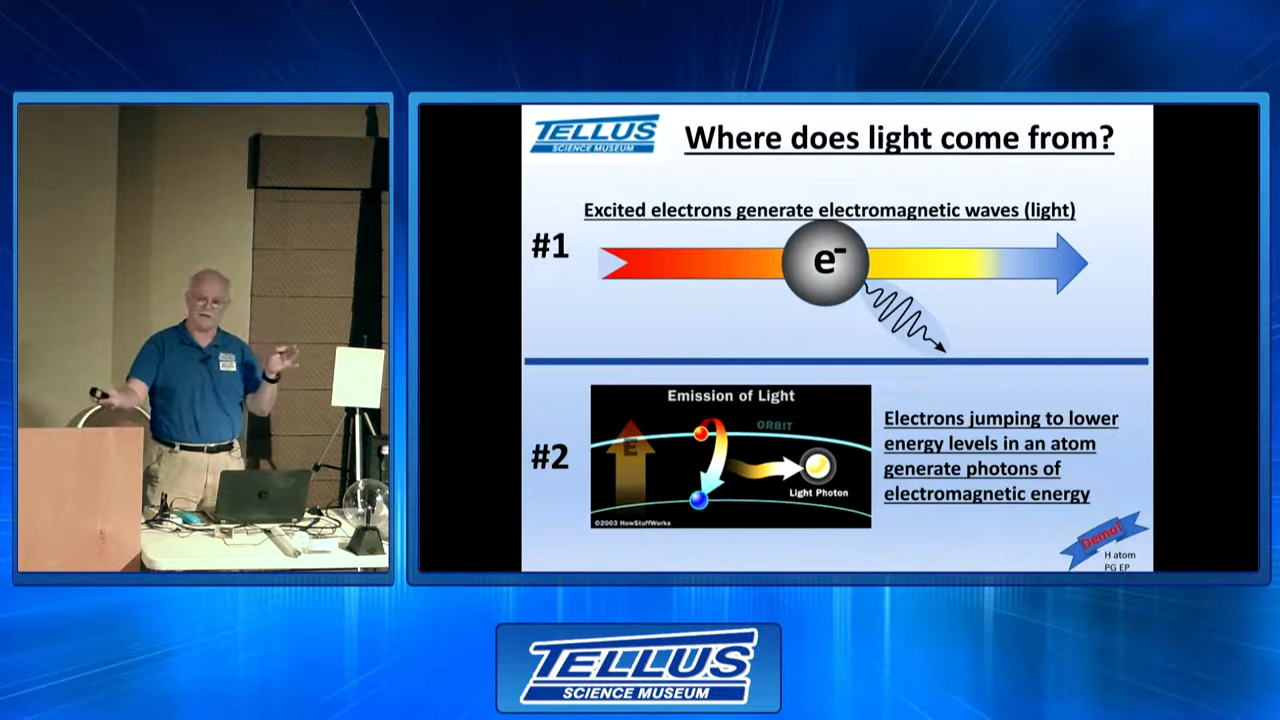 TELLUS
SCIENCE MUSEUM
Where does light come from?
Excited electrons generate electromagnetic waves (light)
#1
e-
#2
Emission of Light
ORBIT
E
Light Photon
©2003 HowStuffWorks
Electrons jumping to lower
energy levels in an atom
generate photons of
electromagnetic energy
Demo!
H atom
PG EP
TELLUS
TELLUS
SCIENCE MUSEUM